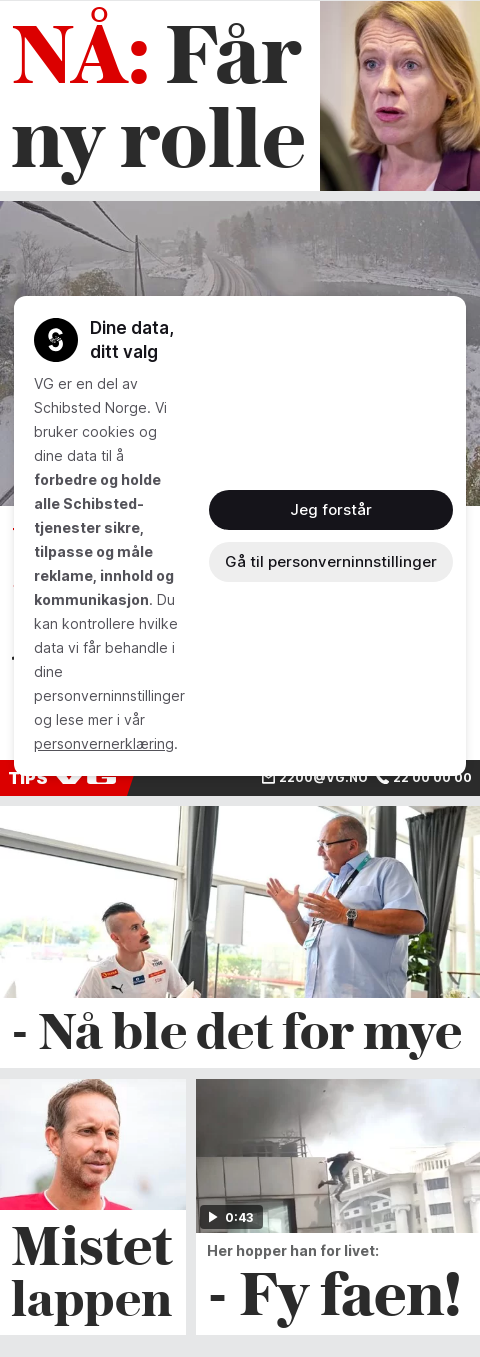 NÅ: Får
ny rolle
Dine data,
ditt valg
VG er en del av
Schibsted Norge. Vi
bruker cookies og
dine data til å
forbedre og holde
alle Schibsted-
tjenester sikre,
tilpasse og måle
reklame, innhold og
kommunikasjon. Du
kan kontrollere hvilke
data vi får behandle i
dine
personverninnstillinger
og lese mer i vår
personvernerklæring.
Jeg forstår
Gå til personverninnstillinger
TIPS VG 2200@VG.NO 22 00 00 00
- Nå ble det for mye
Mistet
lappen
0:43
Her hopper han for livet:
- Fy faen!